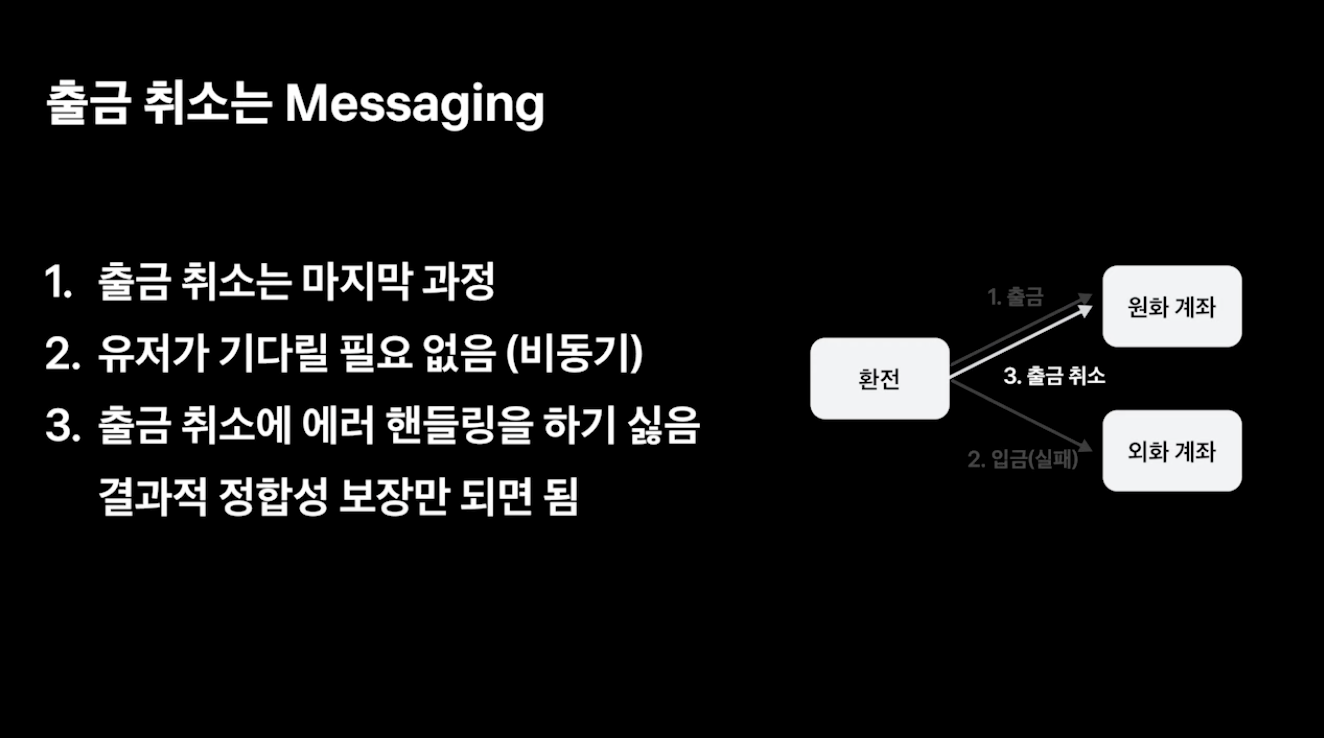 출금 취소는 Messaging
1. 출금 취소는 마지막 과정
2. 유저가 기다릴 필요 없음 (비동기)
3. 출금 취소에 에러 핸들링을 하기 싫음
결과적 정합성 보장만 되면 됨
1. 출금
원화 계좌
환전
3. 출금 취소
2. 입금(실패)
외화 계좌